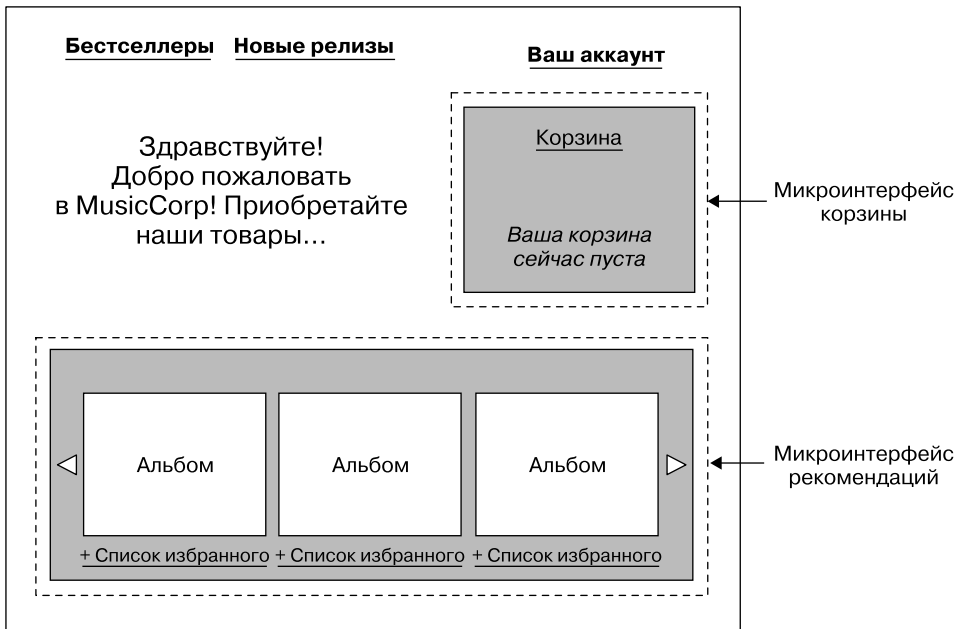 Бестселлеры Новые релизы
Ваш аккаунт
Здравствуйте!
Добро пожаловать
в MusicCorp! Приобретайте
наши товары...
Корзина
Ваша корзина
сейчас пуста
Микроинтерфейс
корзины
Альбом Альбом Альбом
+ Список избранного + Список избранного + Список избранного
Микроинтерфейс
рекомендаций